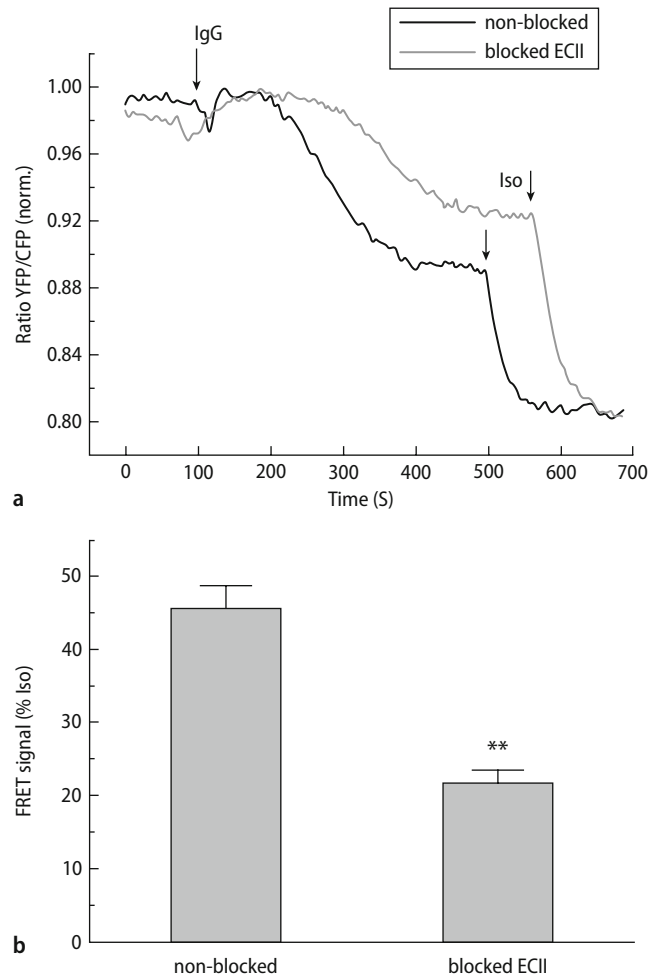 non-blocked
blocked ECII
IgG
Iso
Ratio YFP/CFP (norm.)
1.00
0.96
0.92
0.88
0.84
0.80
0 100 200 300 400 500 600 700
Time (S)
a
FRET signal (% Iso)
50
40
30
20
10
0
**
non-blocked blocked ECII
b